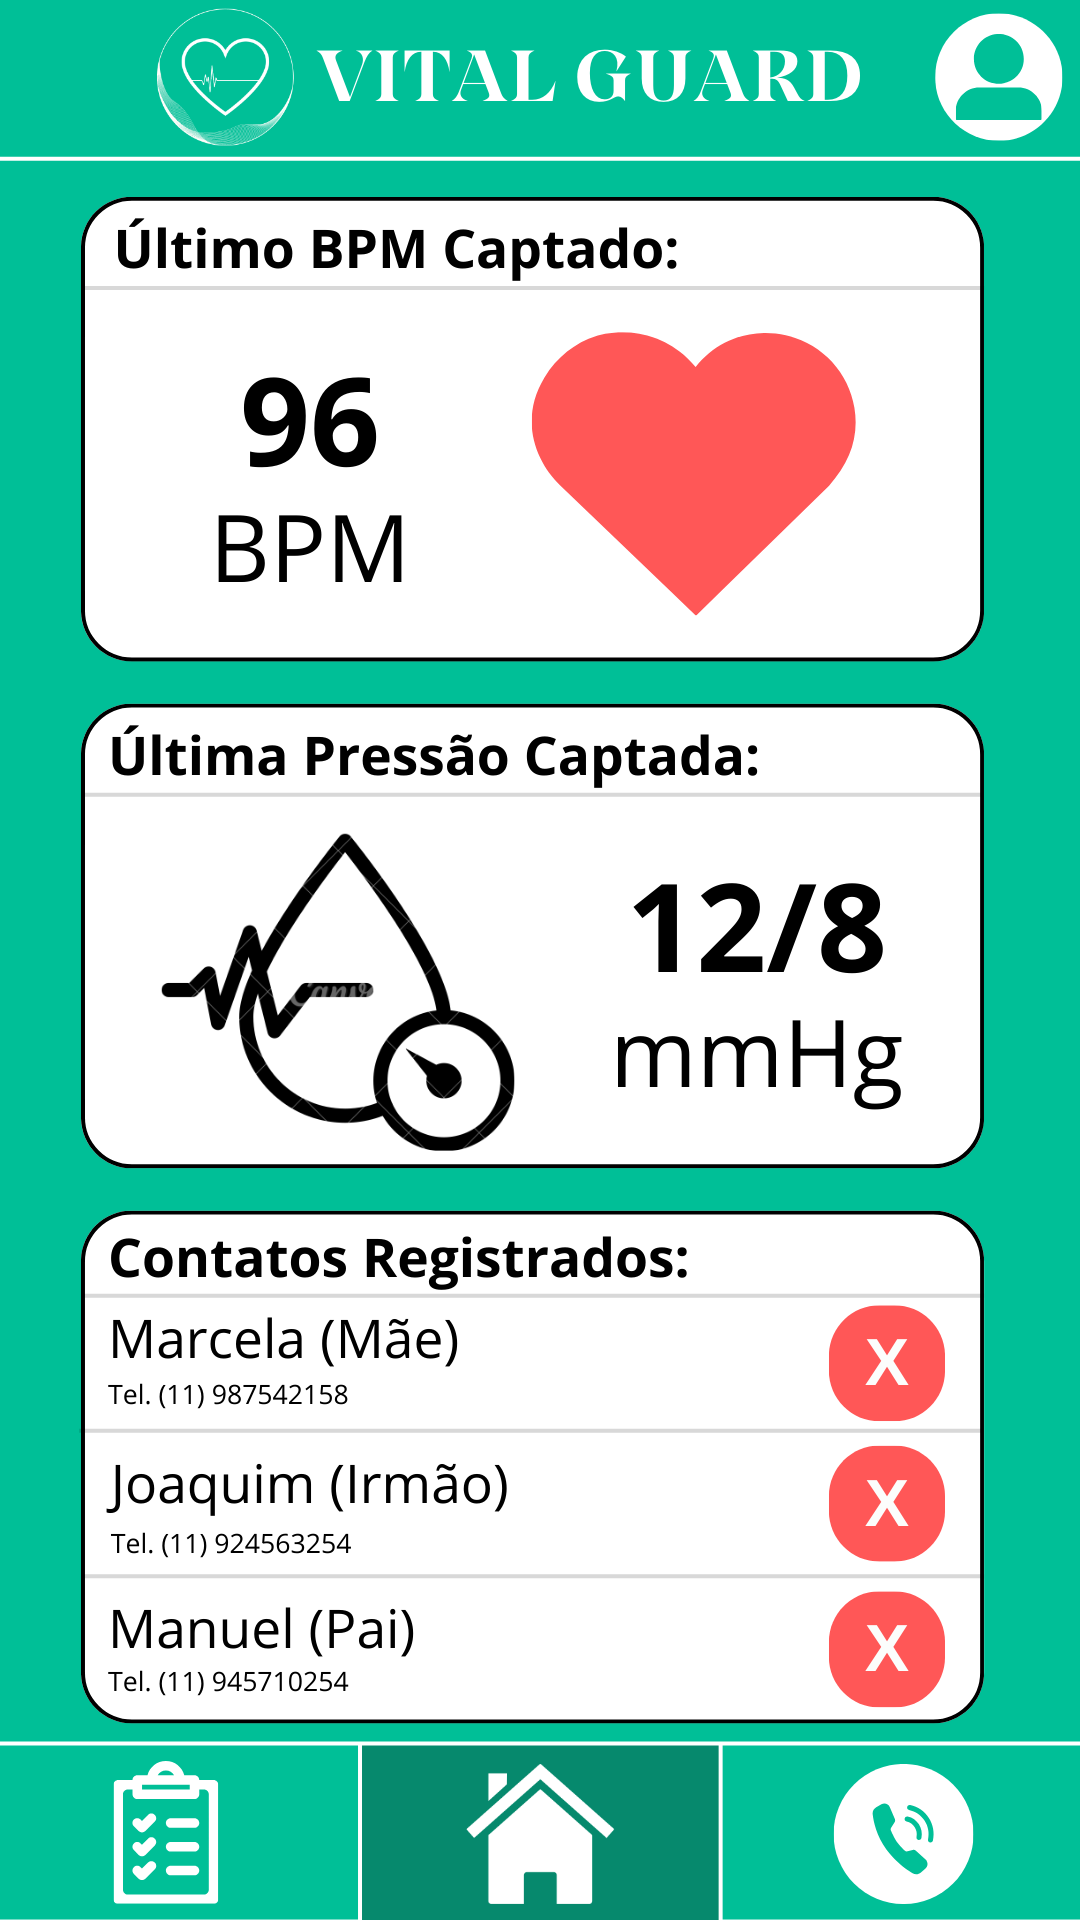 VITAL GUARD
Último BPM Captado:
96
BPM
Última Pressão Captada:
Canva
12/8
mmHg
Contatos Registrados:
Marcela (Mãe)
Tel. (11) 987542158
X
Joaquim (Irmão)
Tel. (11) 924563254
X
Manuel (Pai)
Tel. (11) 945710254
X